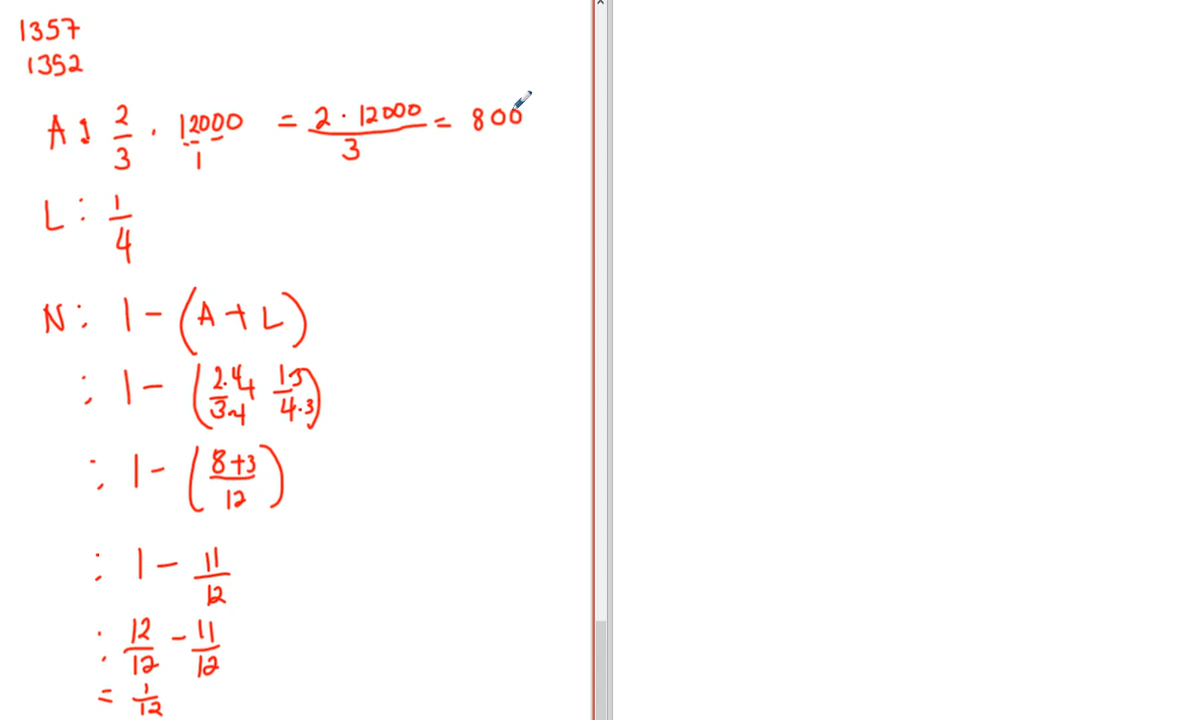 1357
1352
A : 2/3 · 12000/1 = 2 · 12000/3 = 800
L : 1/4
N : 1 - (A + L)
: 1 - (2·4/3·4 + 1·3/4·3)
: 1 - (8+3/12)
: 1 - 11/12
: 12/12 - 11/12
= 1/12